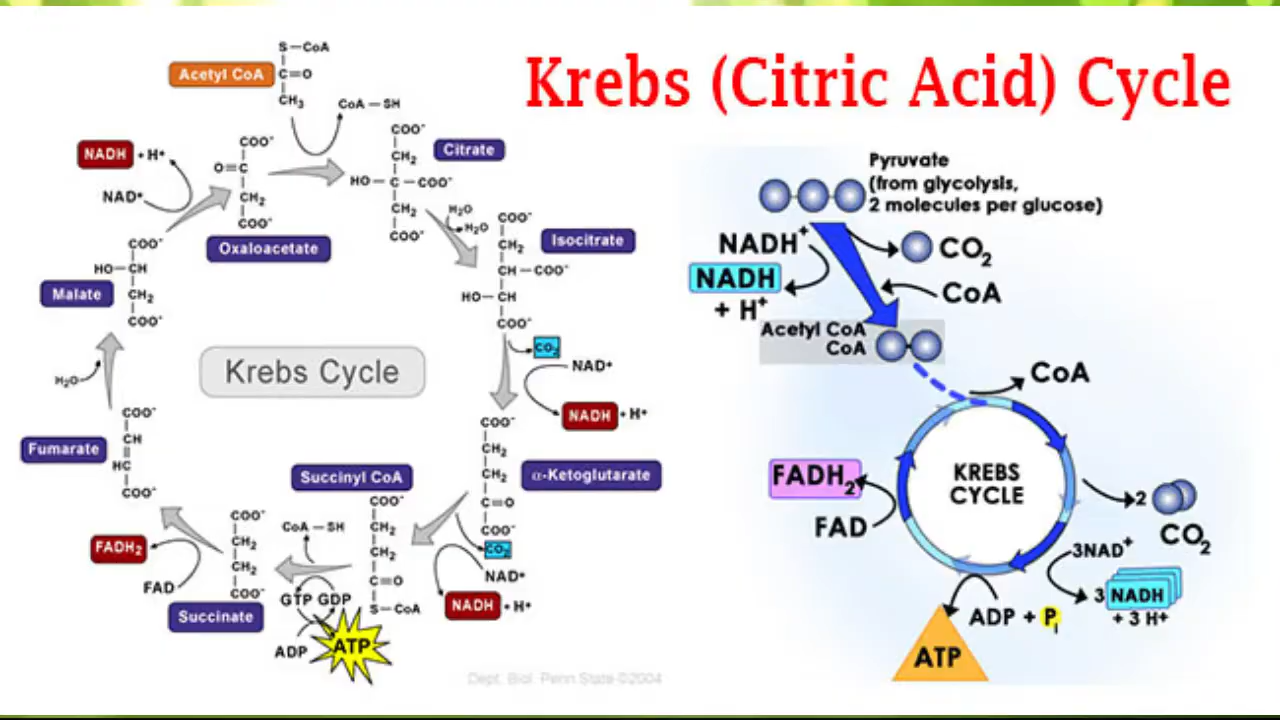 Krebs (Citric Acid) Cycle
S—CoA
Acetyl CoA
C=O
CH₃
CoA—SH
COO⁻
CH₂
HO—C—COO⁻
CH₂
COO⁻
Citrate
H₂O
H₂O
COO⁻
CH₂
CH—COO⁻
HO—CH
COO⁻
Isocitrate
CO₂
NAD⁺
NADH + H⁺
COO⁻
CH₂
CH₂
C=O
COO⁻
α-Ketoglutarate
CO₂
NAD⁺
NADH + H⁺
Succinyl CoA
COO⁻
CH₂
CH₂
C=O
S—CoA
CoA—SH
GTP GDP
ADP
ATP
COO⁻
CH₂
CH₂
COO⁻
Succinate
FADH₂
FAD
COO⁻
CH
HC
COO⁻
Fumarate
H₂O
COO⁻
HO—CH
CH₂
COO⁻
Malate
NADH + H⁺
NAD⁺
COO⁻
O=C
CH₂
COO⁻
Oxaloacetate
Krebs Cycle
Dept. Biol. Penn State ©2004
Pyruvate
(from glycolysis,
2 molecules per glucose)
NADH⁺
NADH
+ H⁺
CO₂
CoA
Acetyl CoA
CoA
CoA
KREBS
CYCLE
FADH₂
FAD
2
CO₂
3NAD⁺
3 NADH
+ 3 H⁺
ADP + Pi
ATP